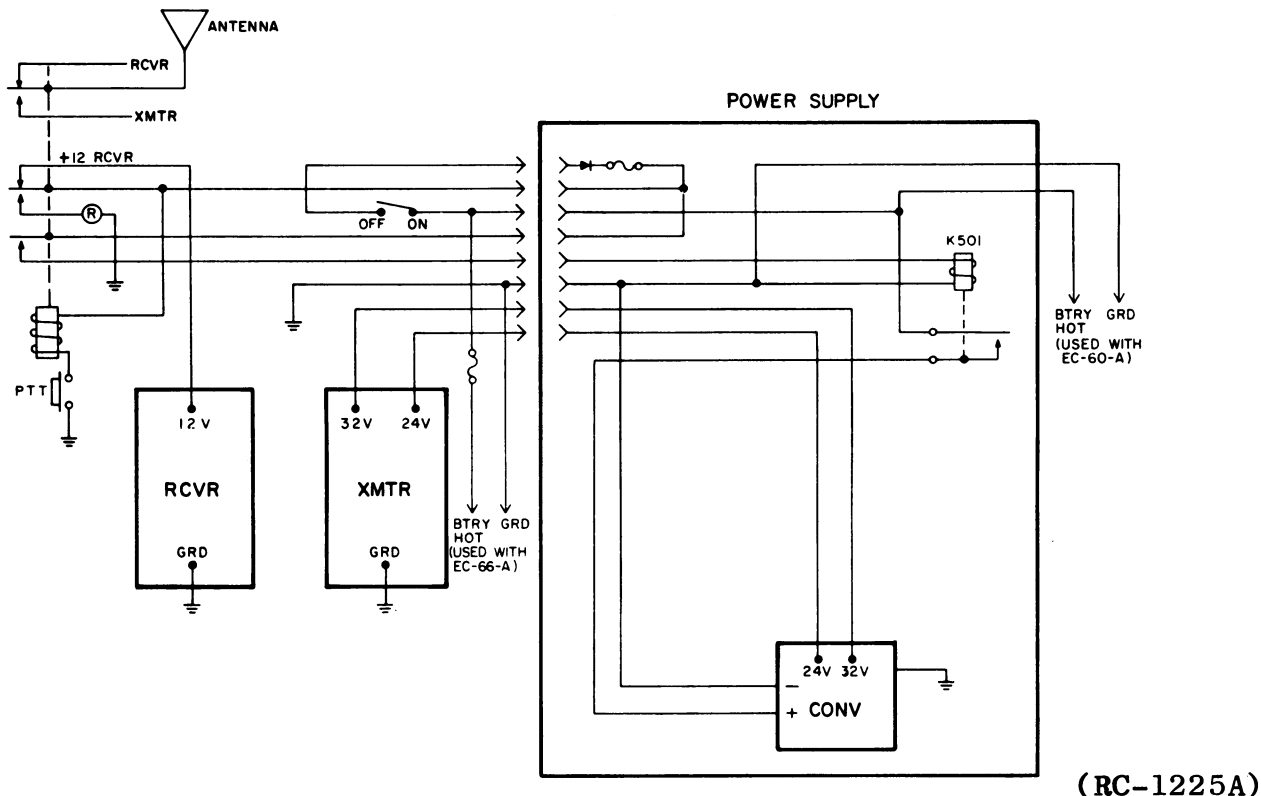 ANTENNA
RCVR
XMTR
POWER SUPPLY
+12 RCVR
R
OFF ON
K501
BTRY GRD
HOT
(USED WITH
EC-60-A)
PTT
12V
RCVR
GRD
32V 24V
XMTR
GRD
BTRY GRD
HOT
(USED WITH
EC-66-A)
24V 32V
-
+ CONV
(RC-1225A)